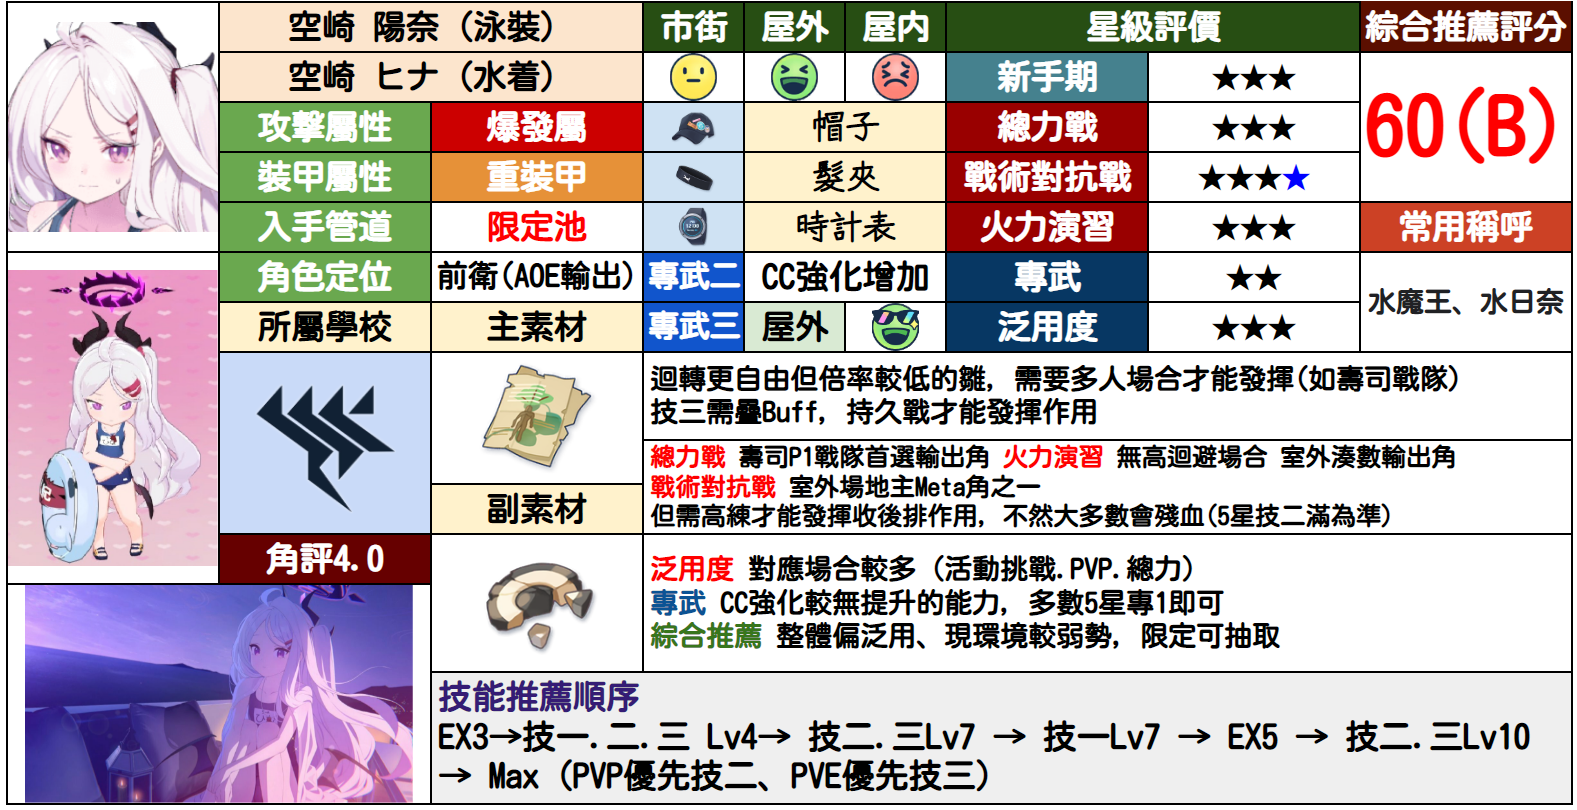 空崎 陽奈 (泳裝)
市街 屋外 屋内 星級評價 綜合推薦評分
空崎 ヒナ (水着)
新手期 ★★★
60(B)
攻擊屬性 爆發屬 帽子 總力戰 ★★★
裝甲屬性 重裝甲 髮夾 戰術對抗戰 ★★★★
入手管道 限定池 時計表 火力演習 ★★★ 常用稱呼
角色定位 前衛(AOE輸出) 專武二 CC強化增加 專武 ★★
水魔王、水日奈
所屬學校 主素材 專武三 屋外 泛用度 ★★★
迴轉更自由但倍率較低的雛, 需要多人場合才能發揮(如壽司戰隊)
技三需疊Buff, 持久戰才能發揮作用
總力戰 壽司P1戰隊首選輸出角 火力演習 無高迴避場合 室外湊數輸出角
戰術對抗戰 室外場地主Meta角之一
但需高練才能發揮收後排作用, 不然大多數會殘血(5星技二滿為準)
副素材
角評4.0
泛用度 對應場合較多 (活動挑戰.PVP.總力)
專武 CC強化較無提升的能力, 多數5星專1即可
綜合推薦 整體偏泛用、現環境較弱勢, 限定可抽取
技能推薦順序
EX3→技一.二.三 Lv4→ 技二.三Lv7 → 技一Lv7 → EX5 → 技二.三Lv10
→ Max (PVP優先技二、PVE優先技三)